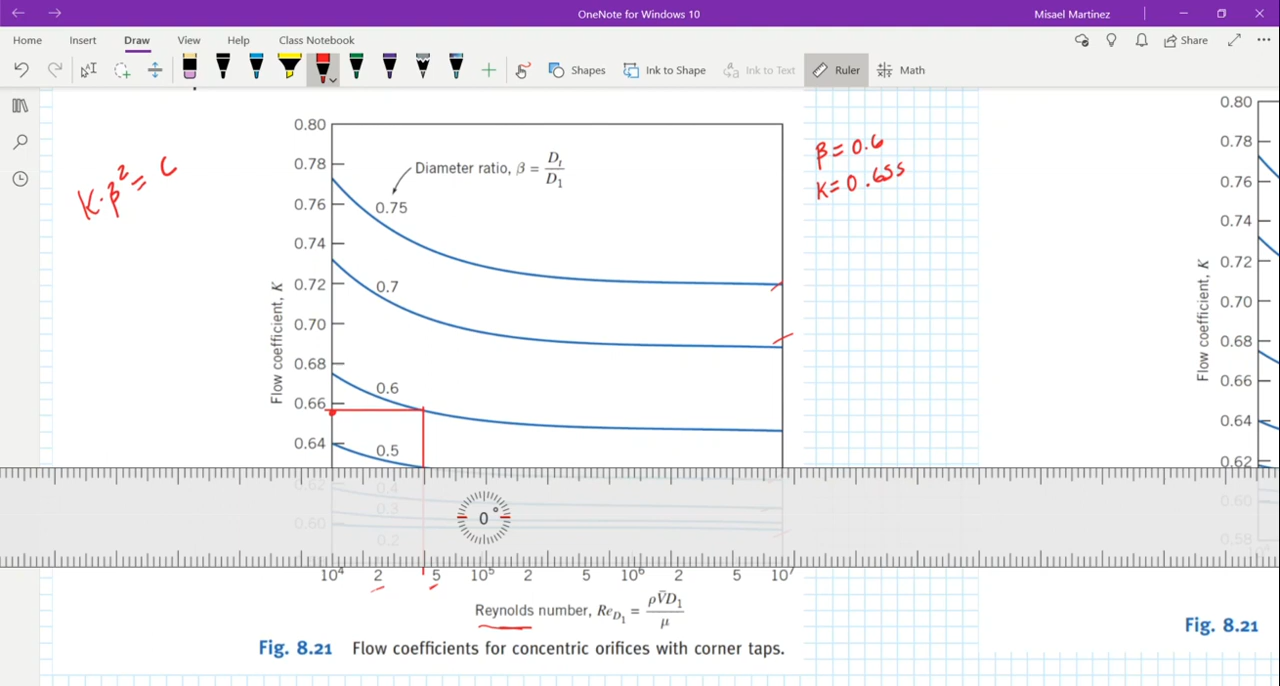 OneNote for Windows 10
Misael Martinez
Home Insert Draw View Help Class Notebook
Share
Shapes
Ink to Shape
Ink to Text
Ruler
Math
K·β²= C
β = 0.6
K = 0.655
Diameter ratio, β = Dt/D1
0.80
0.78
0.76
0.74
0.72
0.70
0.68
0.66
0.64
0.62
0.60
Flow coefficient, K
0.75
0.7
0.6
0.5
0.4
0.3
0.2
0°
10⁴ 2 5 10⁵ 2 5 10⁶ 2 5 10⁷
Reynolds number, ReD1 = ρV̄D1/μ
Fig. 8.21 Flow coefficients for concentric orifices with corner taps.
0.80
0.78
0.76
0.74
0.72
0.70
0.68
0.66
0.64
0.62
0.60
0.58
10⁴
Flow coefficient, K
Fig. 8.21